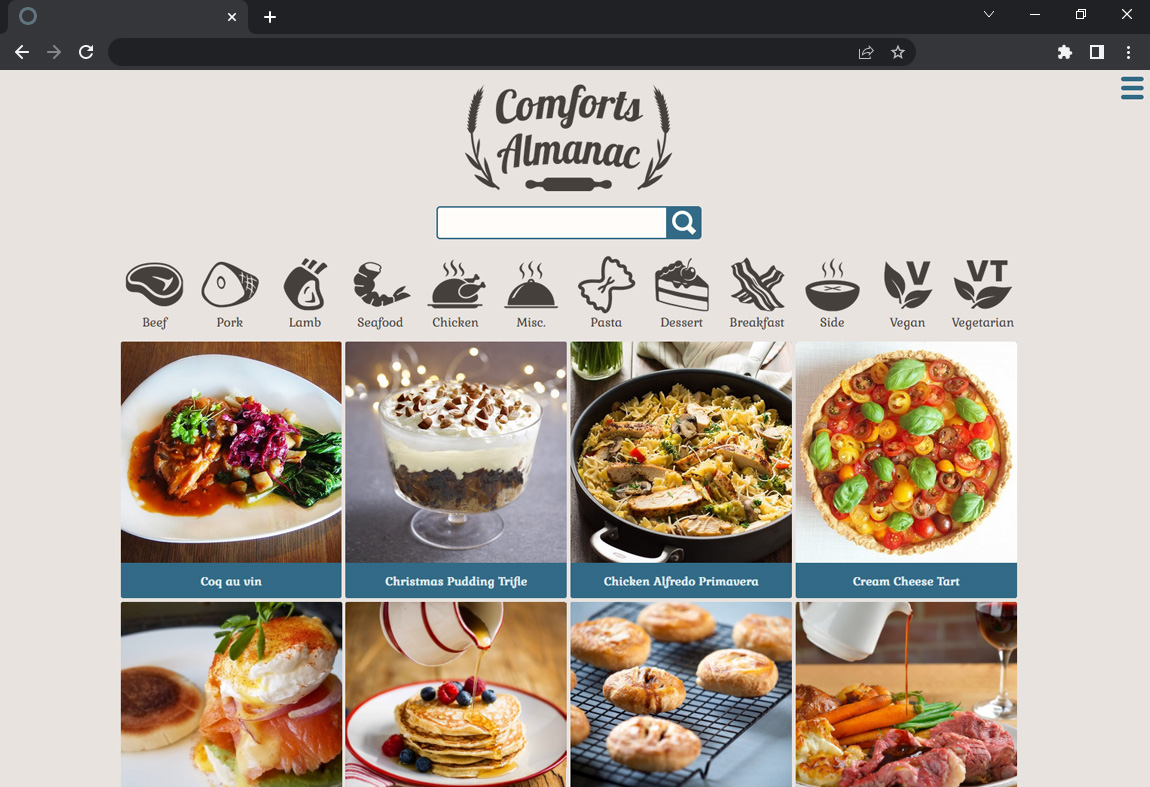 Comforts
Almanac
Beef
Pork
Lamb
Seafood
Chicken
Misc.
Pasta
Dessert
Breakfast
Side
V
Vegan
VT
Vegetarian
Coq au vin
Christmas Pudding Trifle
Chicken Alfredo Primavera
Cream Cheese Tart